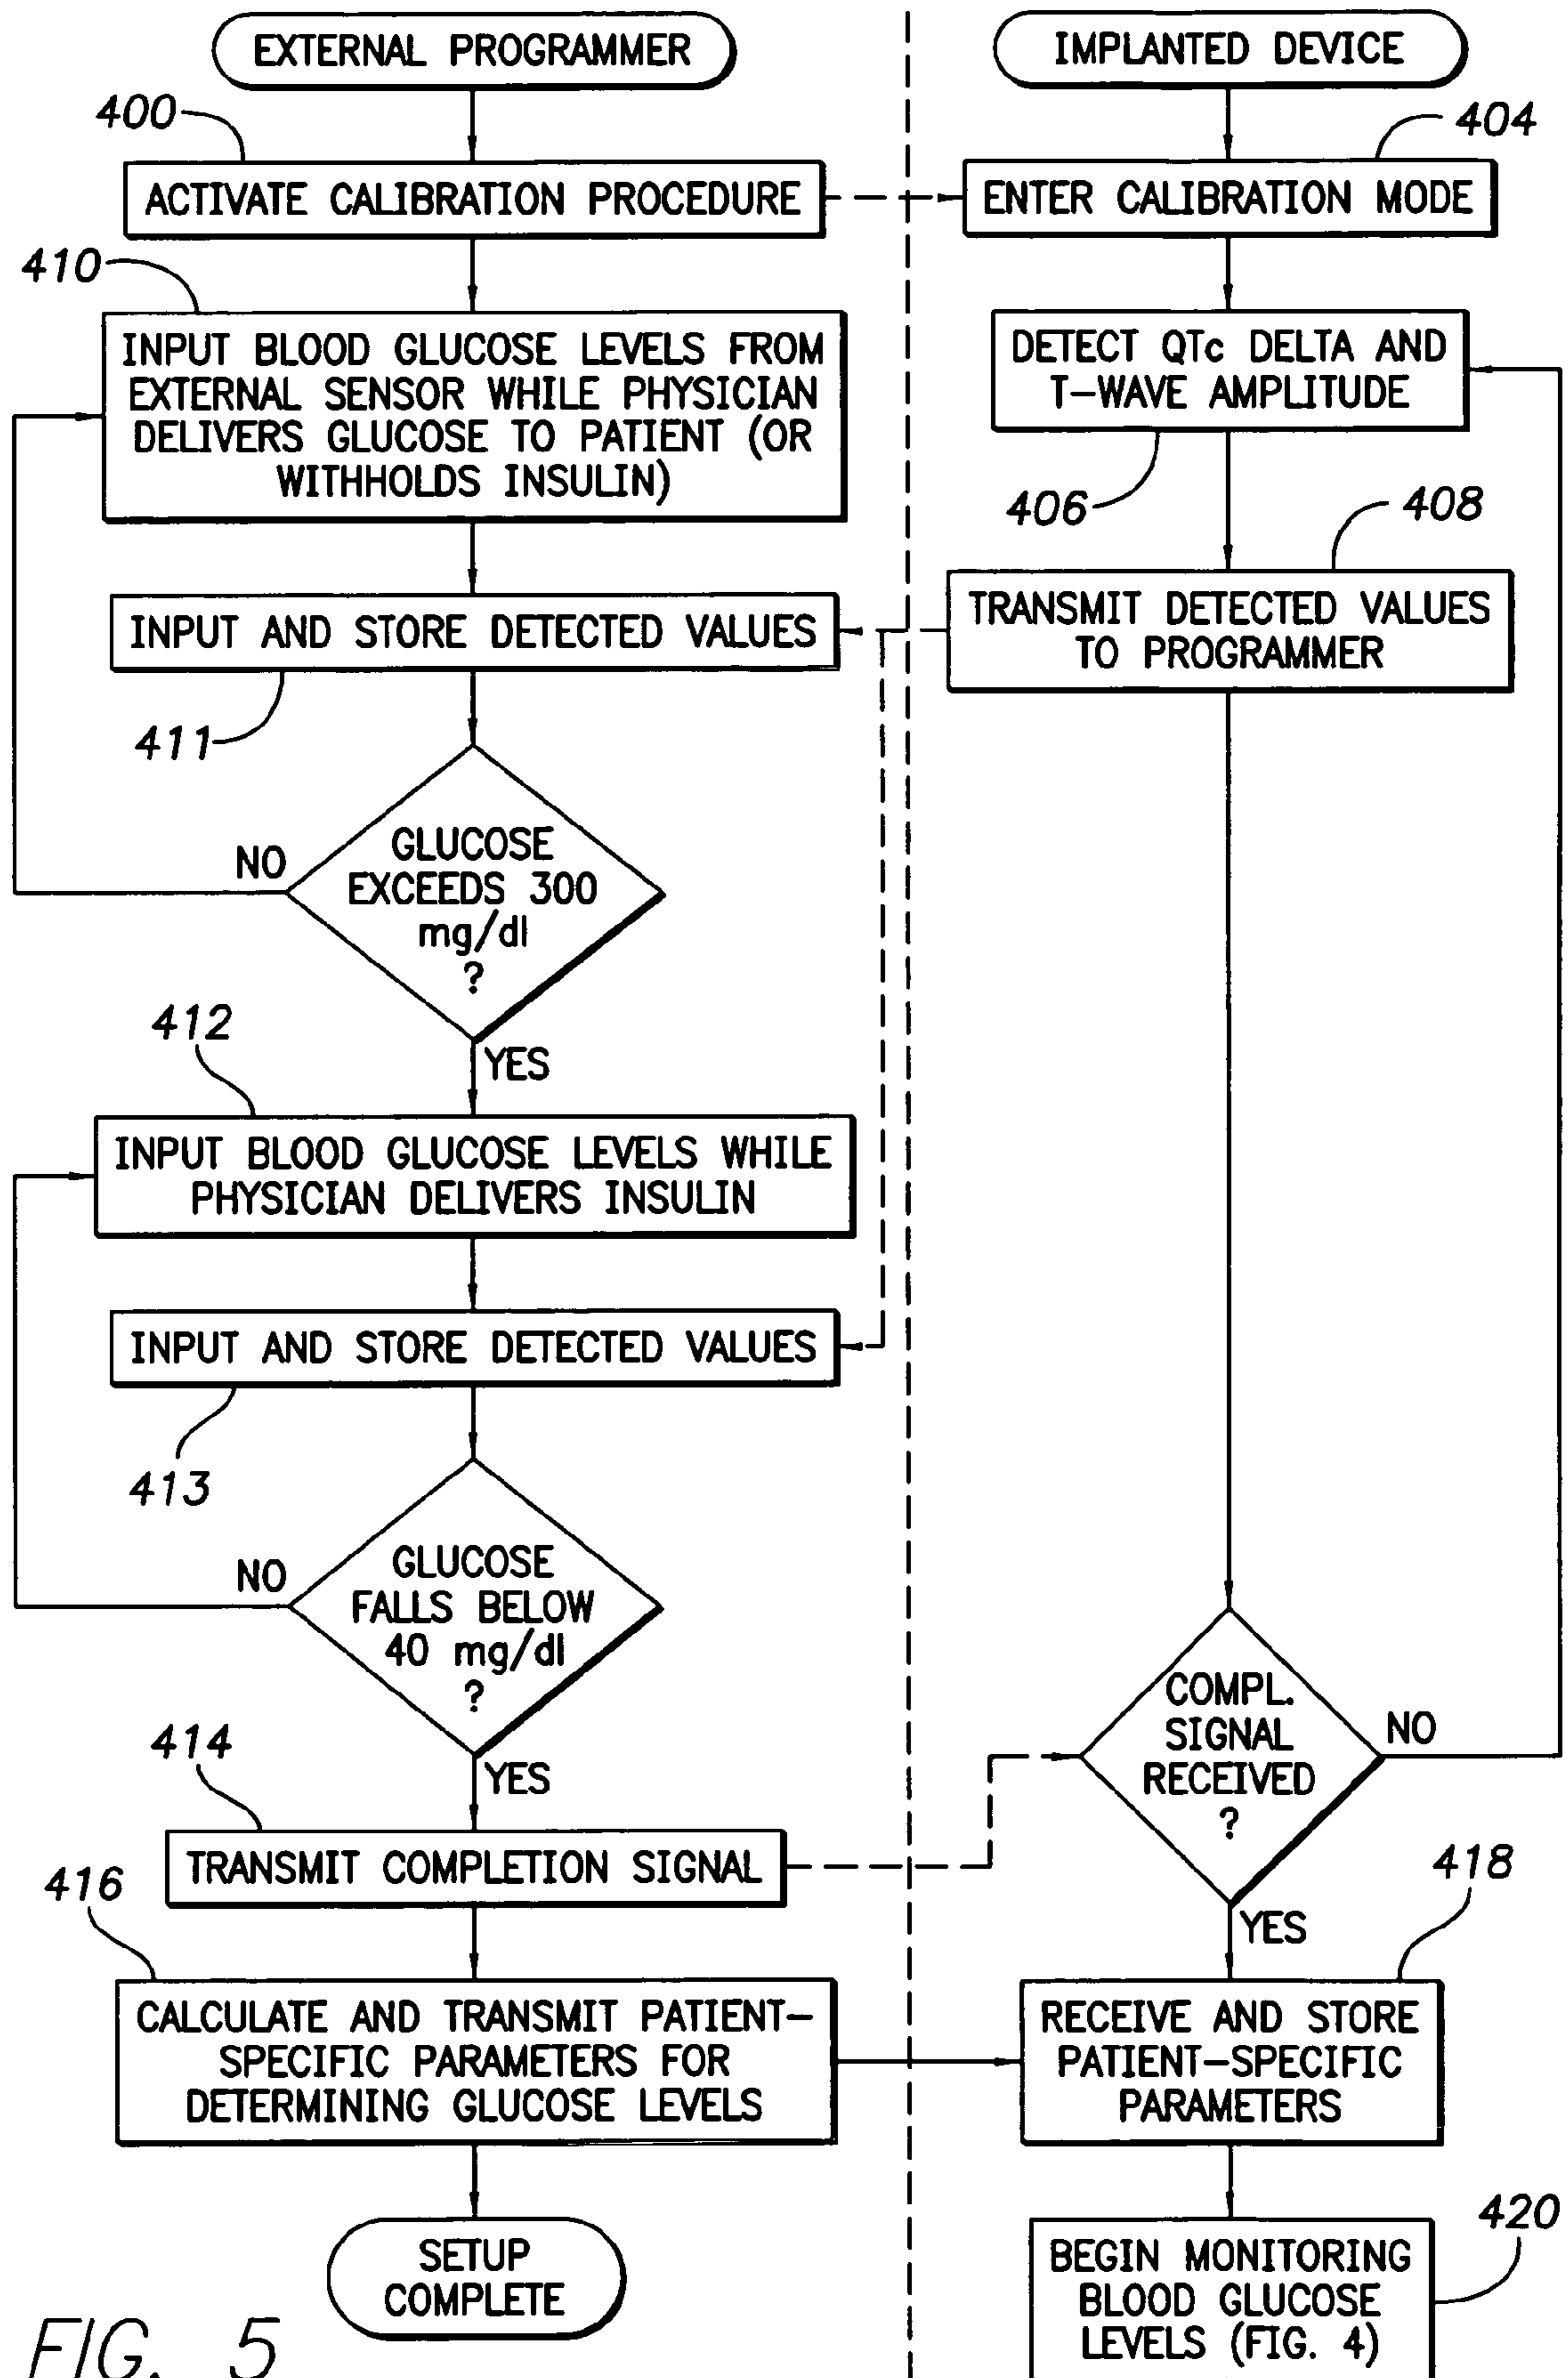 EXTERNAL PROGRAMMER
400
ACTIVATE CALIBRATION PROCEDURE
410
INPUT BLOOD GLUCOSE LEVELS FROM
EXTERNAL SENSOR WHILE PHYSICIAN
DELIVERS GLUCOSE TO PATIENT (OR
WITHHOLDS INSULIN)
INPUT AND STORE DETECTED VALUES
411
GLUCOSE
EXCEEDS 300
mg/dl
?
NO
YES
412
INPUT BLOOD GLUCOSE LEVELS WHILE
PHYSICIAN DELIVERS INSULIN
INPUT AND STORE DETECTED VALUES
413
GLUCOSE
FALLS BELOW
40 mg/dl
?
NO
YES
414
TRANSMIT COMPLETION SIGNAL
416
CALCULATE AND TRANSMIT PATIENT-
SPECIFIC PARAMETERS FOR
DETERMINING GLUCOSE LEVELS
SETUP
COMPLETE
IMPLANTED DEVICE
404
ENTER CALIBRATION MODE
DETECT QTc DELTA AND
T-WAVE AMPLITUDE
406
408
TRANSMIT DETECTED VALUES
TO PROGRAMMER
COMPL.
SIGNAL
RECEIVED
?
NO
YES
418
RECEIVE AND STORE
PATIENT-SPECIFIC
PARAMETERS
420
BEGIN MONITORING
BLOOD GLUCOSE
LEVELS (FIG. 4)
FIG. 5